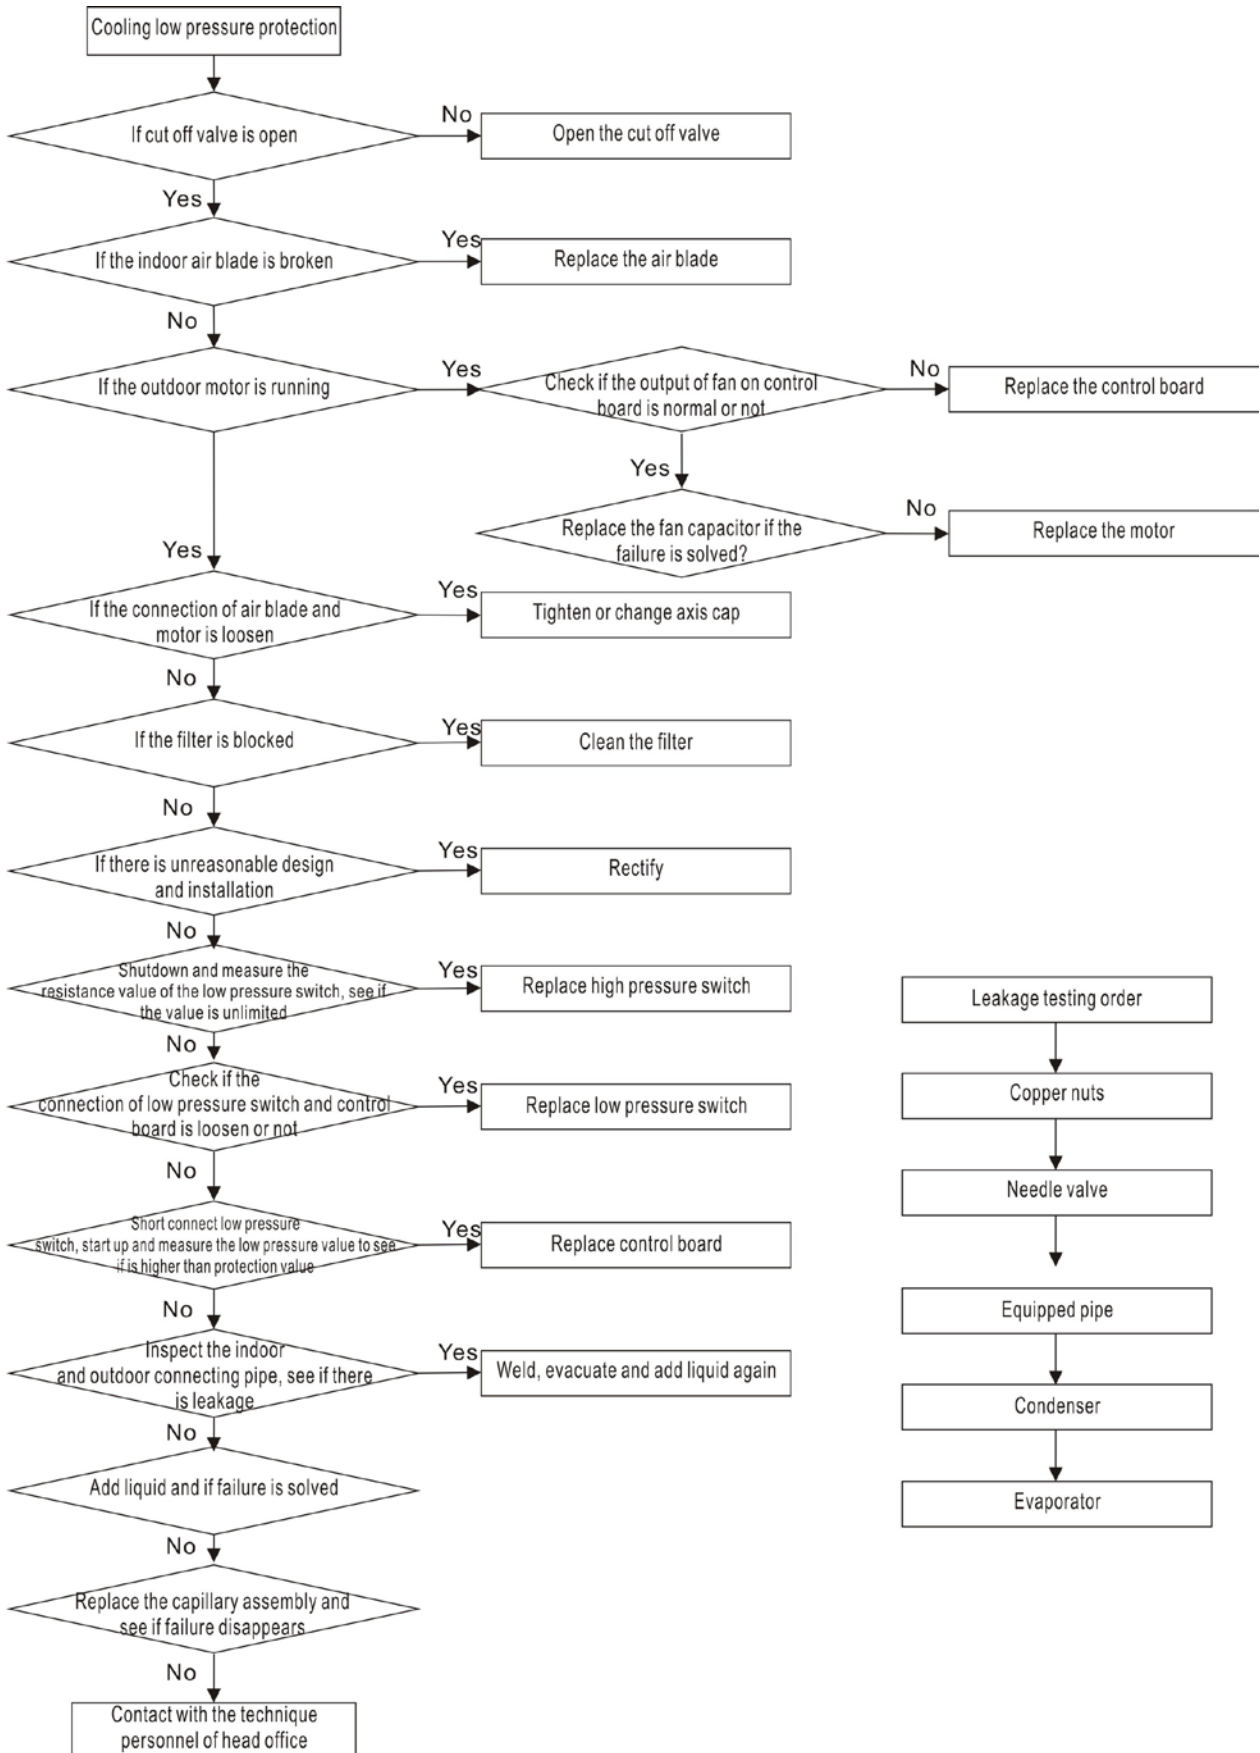 Cooling low pressure protection
If cut off valve is open
No
Open the cut off valve
Yes
If the indoor air blade is broken
Yes
Replace the air blade
No
If the outdoor motor is running
Yes
Check if the output of fan on control
board is normal or not
No
Replace the control board
Yes
Replace the fan capacitor if the
failure is solved?
No
Replace the motor
Yes
If the connection of air blade and
motor is loosen
Yes
Tighten or change axis cap
No
If the filter is blocked
Yes
Clean the filter
No
If there is unreasonable design
and installation
Yes
Rectify
No
Shutdown and measure the
resistance value of the low pressure switch, see if
the value is unlimited
Yes
Replace high pressure switch
No
Check if the
connection of low pressure switch and control
board is loosen or not
Yes
Replace low pressure switch
No
Short connect low pressure
switch, start up and measure the low pressure value to see
if is higher than protection value
Yes
Replace control board
No
Inspect the indoor
and outdoor connecting pipe, see if there
is leakage
Yes
Weld, evacuate and add liquid again
No
Add liquid and if failure is solved
No
Replace the capillary assembly and
see if failure disappears
No
Contact with the technique
personnel of head office
Leakage testing order
Copper nuts
Needle valve
Equipped pipe
Condenser
Evaporator